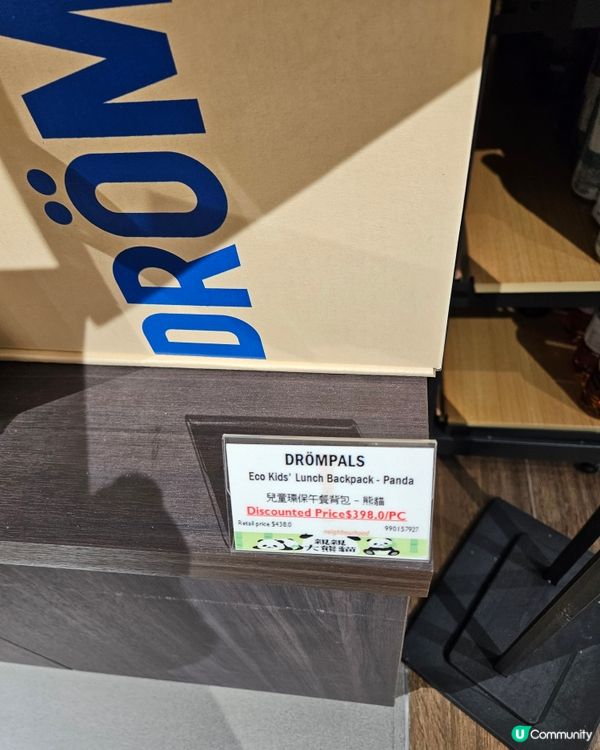 DRÖM
DRÖMPALS
Eco Kids' Lunch Backpack - Panda
兒童環保午餐背包 - 熊貓
Discounted Price$398.0/PC
Retail price $438.0
990157927
neighbourhood
親親
大熊貓
U Community